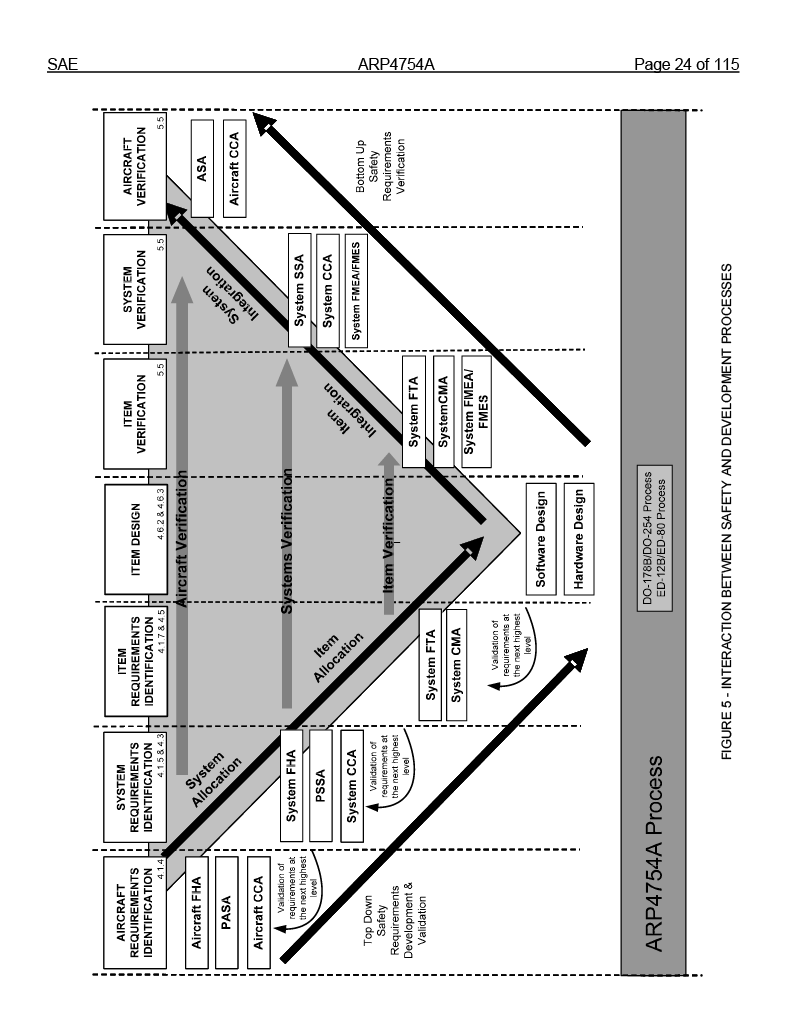 SAE ARP4754A Page 24 of 115
AIRCRAFT
REQUIREMENTS
IDENTIFICATION
4.1.4
SYSTEM
REQUIREMENTS
IDENTIFICATION
4.1.5 & 4.3
ITEM
REQUIREMENTS
IDENTIFICATION
4.1.7 & 4.5
ITEM DESIGN
4.6.2 & 4.6.3
ITEM
VERIFICATION
5.5
SYSTEM
VERIFICATION
5.5
AIRCRAFT
VERIFICATION
5.5
Aircraft Verification
Systems Verification
Item Verification
System
Allocation
Item
Allocation
Item
Integration
System
Integration
Aircraft FHA
PASA
Aircraft CCA
Validation of
requirements at
the next highest
level
System FHA
PSSA
System CCA
Validation of
requirements at
the next highest
level
System FTA
System CMA
Validation of
requirements at
the next highest
level
Software Design
Hardware Design
System FTA
SystemCMA
System FMEA/
FMES
System SSA
System CCA
System FMEA/FMES
ASA
Aircraft CCA
Top Down
Safety
Requirements
Development &
Validation
Bottom Up
Safety
Requirements
Verification
ARP4754A Process
DO-178B/DO-254 Process
ED-12B/ED-80 Process
FIGURE 5 - INTERACTION BETWEEN SAFETY AND DEVELOPMENT PROCESSES